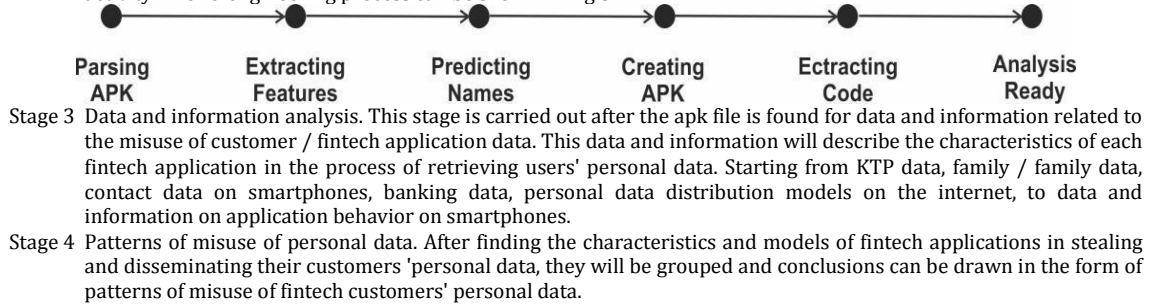 Parsing Extracting Predicting Creating Ectracting Analysis
APK Features Names APK Code Ready
Stage 3 Data and information analysis. This stage is carried out after the apk file is found for data and information related to
the misuse of customer / fintech application data. This data and information will describe the characteristics of each
fintech application in the process of retrieving users' personal data. Starting from KTP data, family / family data,
contact data on smartphones, banking data, personal data distribution models on the internet, to data and
information on application behavior on smartphones.
Stage 4 Patterns of misuse of personal data. After finding the characteristics and models of fintech applications in stealing
and disseminating their customers 'personal data, they will be grouped and conclusions can be drawn in the form of
patterns of misuse of fintech customers' personal data.